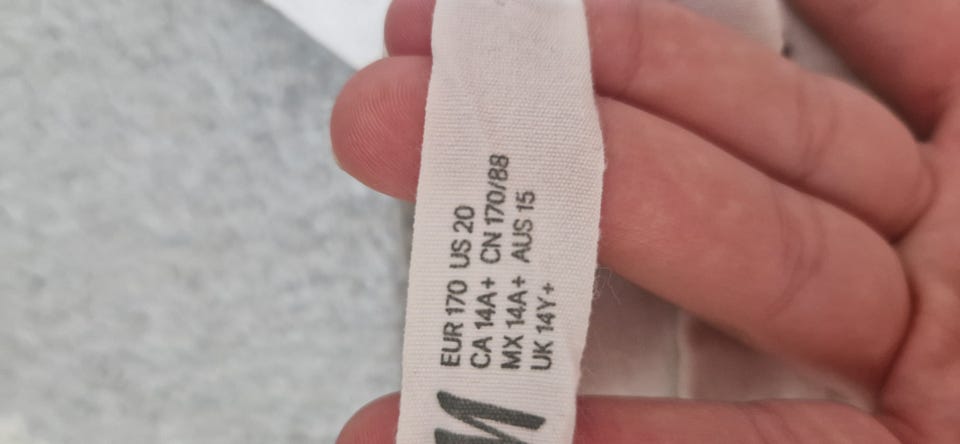 EUR 170 US 20
CA 14A+ CN 170/88
MX 14A+ AUS 15
UK 14Y+